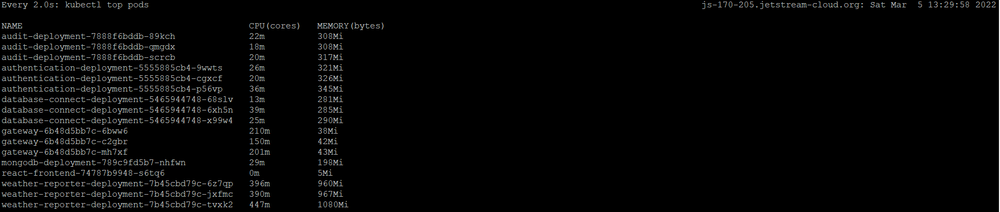 Every 2.0s: kubectl top pods js-170-205.jetstream-cloud.org: Sat Mar  5 13:29:58 2022
NAME CPU(cores) MEMORY(bytes)
audit-deployment-7888f6bddb-89kch 22m 308Mi
audit-deployment-7888f6bddb-qmgdx 18m 308Mi
audit-deployment-7888f6bddb-scrcb 20m 317Mi
authentication-deployment-5555885cb4-9wwts 26m 321Mi
authentication-deployment-5555885cb4-cgxcf 20m 326Mi
authentication-deployment-5555885cb4-p56vp 36m 345Mi
database-connect-deployment-5465944748-68slv 13m 281Mi
database-connect-deployment-5465944748-6xh5n 39m 285Mi
database-connect-deployment-5465944748-x99w4 25m 290Mi
gateway-6b48d5bb7c-6bww6 210m 38Mi
gateway-6b48d5bb7c-c2gbr 150m 42Mi
gateway-6b48d5bb7c-mh7xf 201m 43Mi
mongodb-deployment-789c9fd5b7-nhfwn 29m 198Mi
react-frontend-74787b9948-s6tq6 0m 5Mi
weather-reporter-deployment-7b45cbd79c-6z7qp 396m 960Mi
weather-reporter-deployment-7b45cbd79c-jxfmc 390m 967Mi
weather-reporter-deployment-7b45cbd79c-tvxk2 447m 1080Mi